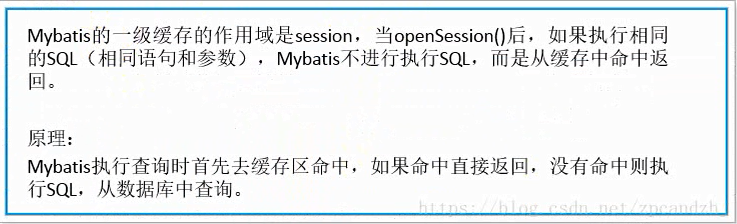 Mybatis的一级缓存的作用域是session，当openSession()后，如果执行相同
的SQL（相同语句和参数），Mybatis不进行执行SQL，而是从缓存中命中返
回。
原理：
Mybatis执行查询时首先去缓存区命中，如果命中直接返回，没有命中则执
行SQL，从数据库中查询。
https://blog.csdn.net/zpcandzhj